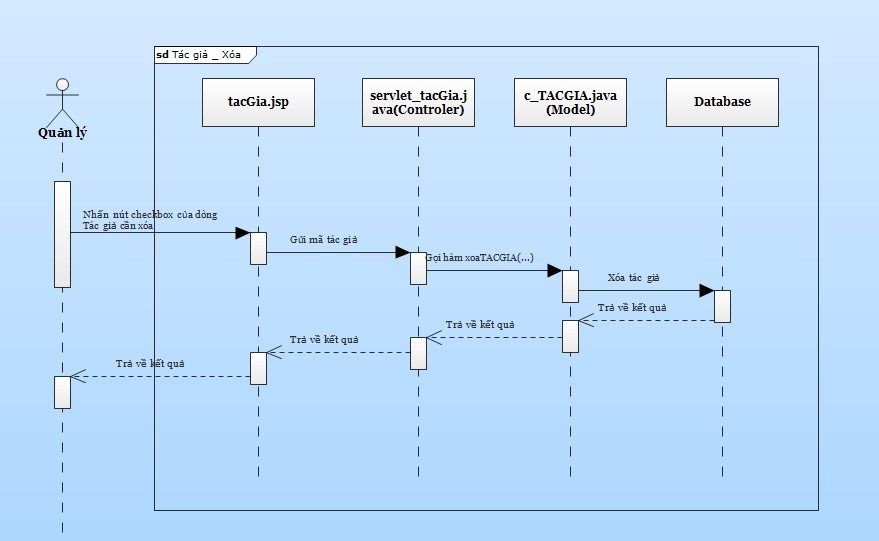 sd Tác giả _ Xóa
Quản lý
tacGia.jsp
servlet_tacGia.j
ava(Controler)
c_TACGIA.java
(Model)
Database
Nhấn nút checkbox của dòng
Tác giả cần xóa
Gửi mã tác giả
Gọi hàm xoaTACGIA(...)
Xóa tác giả
Trả về kết quả
Trả về kết quả
Trả về kết quả
Trả về kết quả